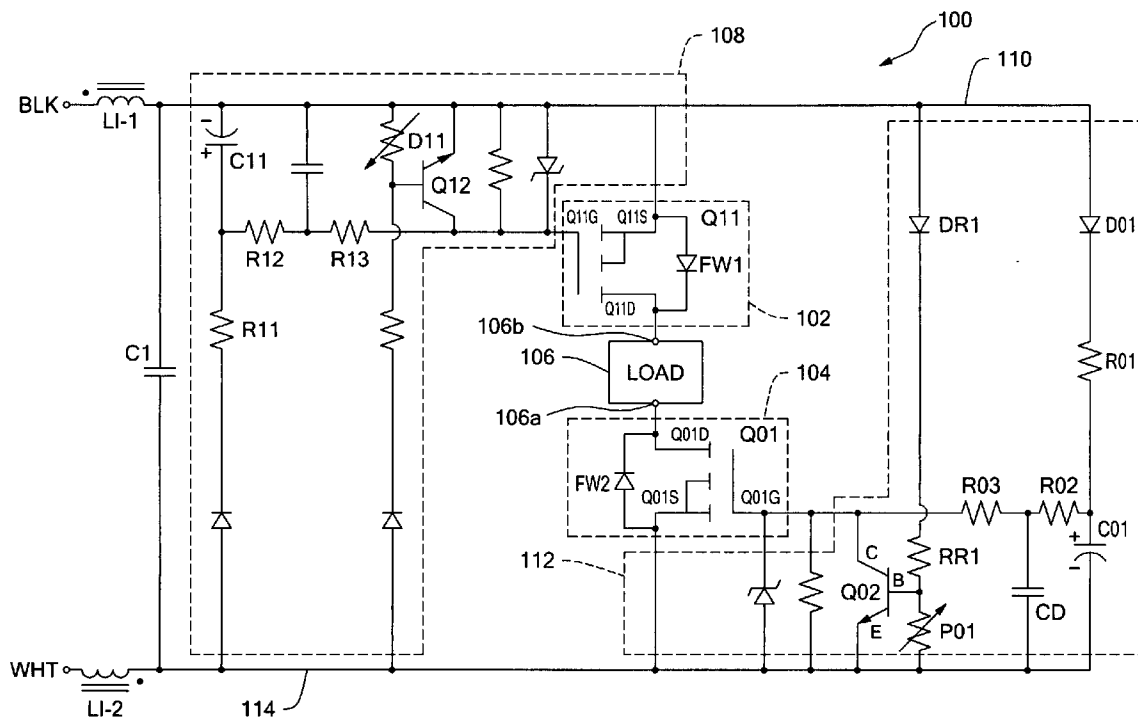 100
108
110
BLK
LI-1
D11
C11
Q12
Q11G
Q11S
Q11
DR1
D01
R12
R13
FW1
Q11D
R11
102
106b
C1
106
LOAD
104
R01
106a
Q01D
Q01
FW2
Q01S
Q01G
R03
R02
C01
112
C
RR1
Q02
B
CD
E
P01
WHT
LI-2
114